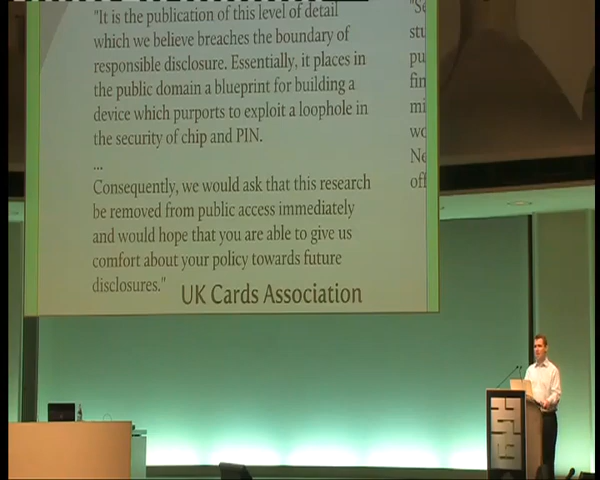 "It is the publication of this level of detail
which we believe breaches the boundary of
responsible disclosure. Essentially, it places in
the public domain a blueprint for building a
device which purports to exploit a loophole in
the security of chip and PIN.
...
Consequently, we would ask that this research
be removed from public access immediately
and would hope that you are able to give us
comfort about your policy towards future
disclosures."
UK Cards Association